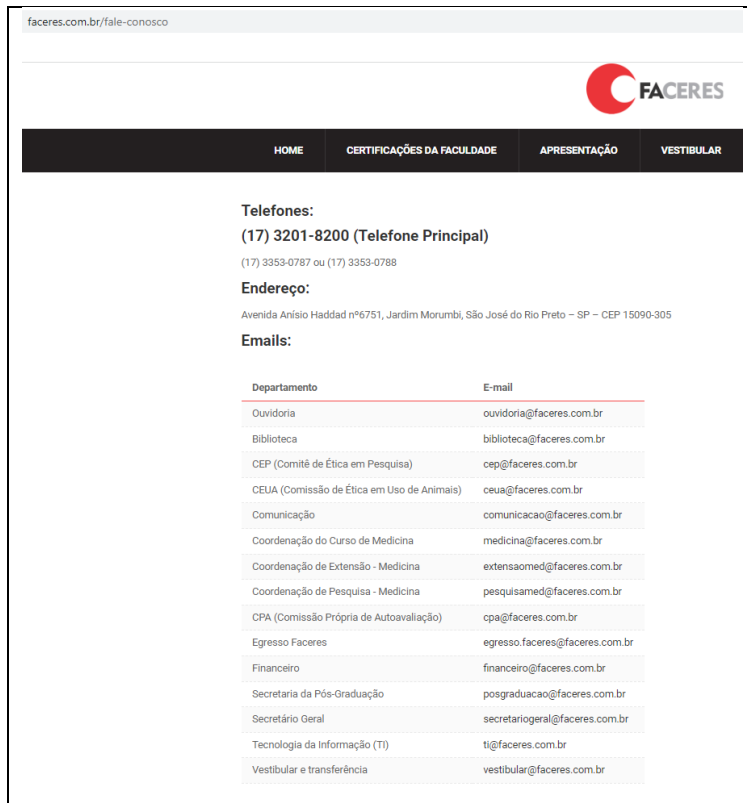 faceres.com.br/fale-conosco
FACERES
HOME CERTIFICAÇÕES DA FACULDADE APRESENTAÇÃO VESTIBULAR
Telefones:
(17) 3201-8200 (Telefone Principal)
(17) 3353-0787 ou (17) 3353-0788
Endereço:
Avenida Anísio Haddad nº6751, Jardim Morumbi, São José do Rio Preto – SP – CEP 15090-305
Emails:
Departamento E-mail
Ouvidoria ouvidoria@faceres.com.br
Biblioteca biblioteca@faceres.com.br
CEP (Comitê de Ética em Pesquisa) cep@faceres.com.br
CEUA (Comissão de Ética em Uso de Animais) ceua@faceres.com.br
Comunicação comunicacao@faceres.com.br
Coordenação do Curso de Medicina medicina@faceres.com.br
Coordenação de Extensão - Medicina extensaomed@faceres.com.br
Coordenação de Pesquisa - Medicina pesquisamed@faceres.com.br
CPA (Comissão Própria de Autoavaliação) cpa@faceres.com.br
Egresso Faceres egresso.faceres@faceres.com.br
Financeiro financeiro@faceres.com.br
Secretaria da Pós-Graduação posgraduacao@faceres.com.br
Secretário Geral secretariogeral@faceres.com.br
Tecnologia da Informação (TI) ti@faceres.com.br
Vestibular e transferência vestibular@faceres.com.br